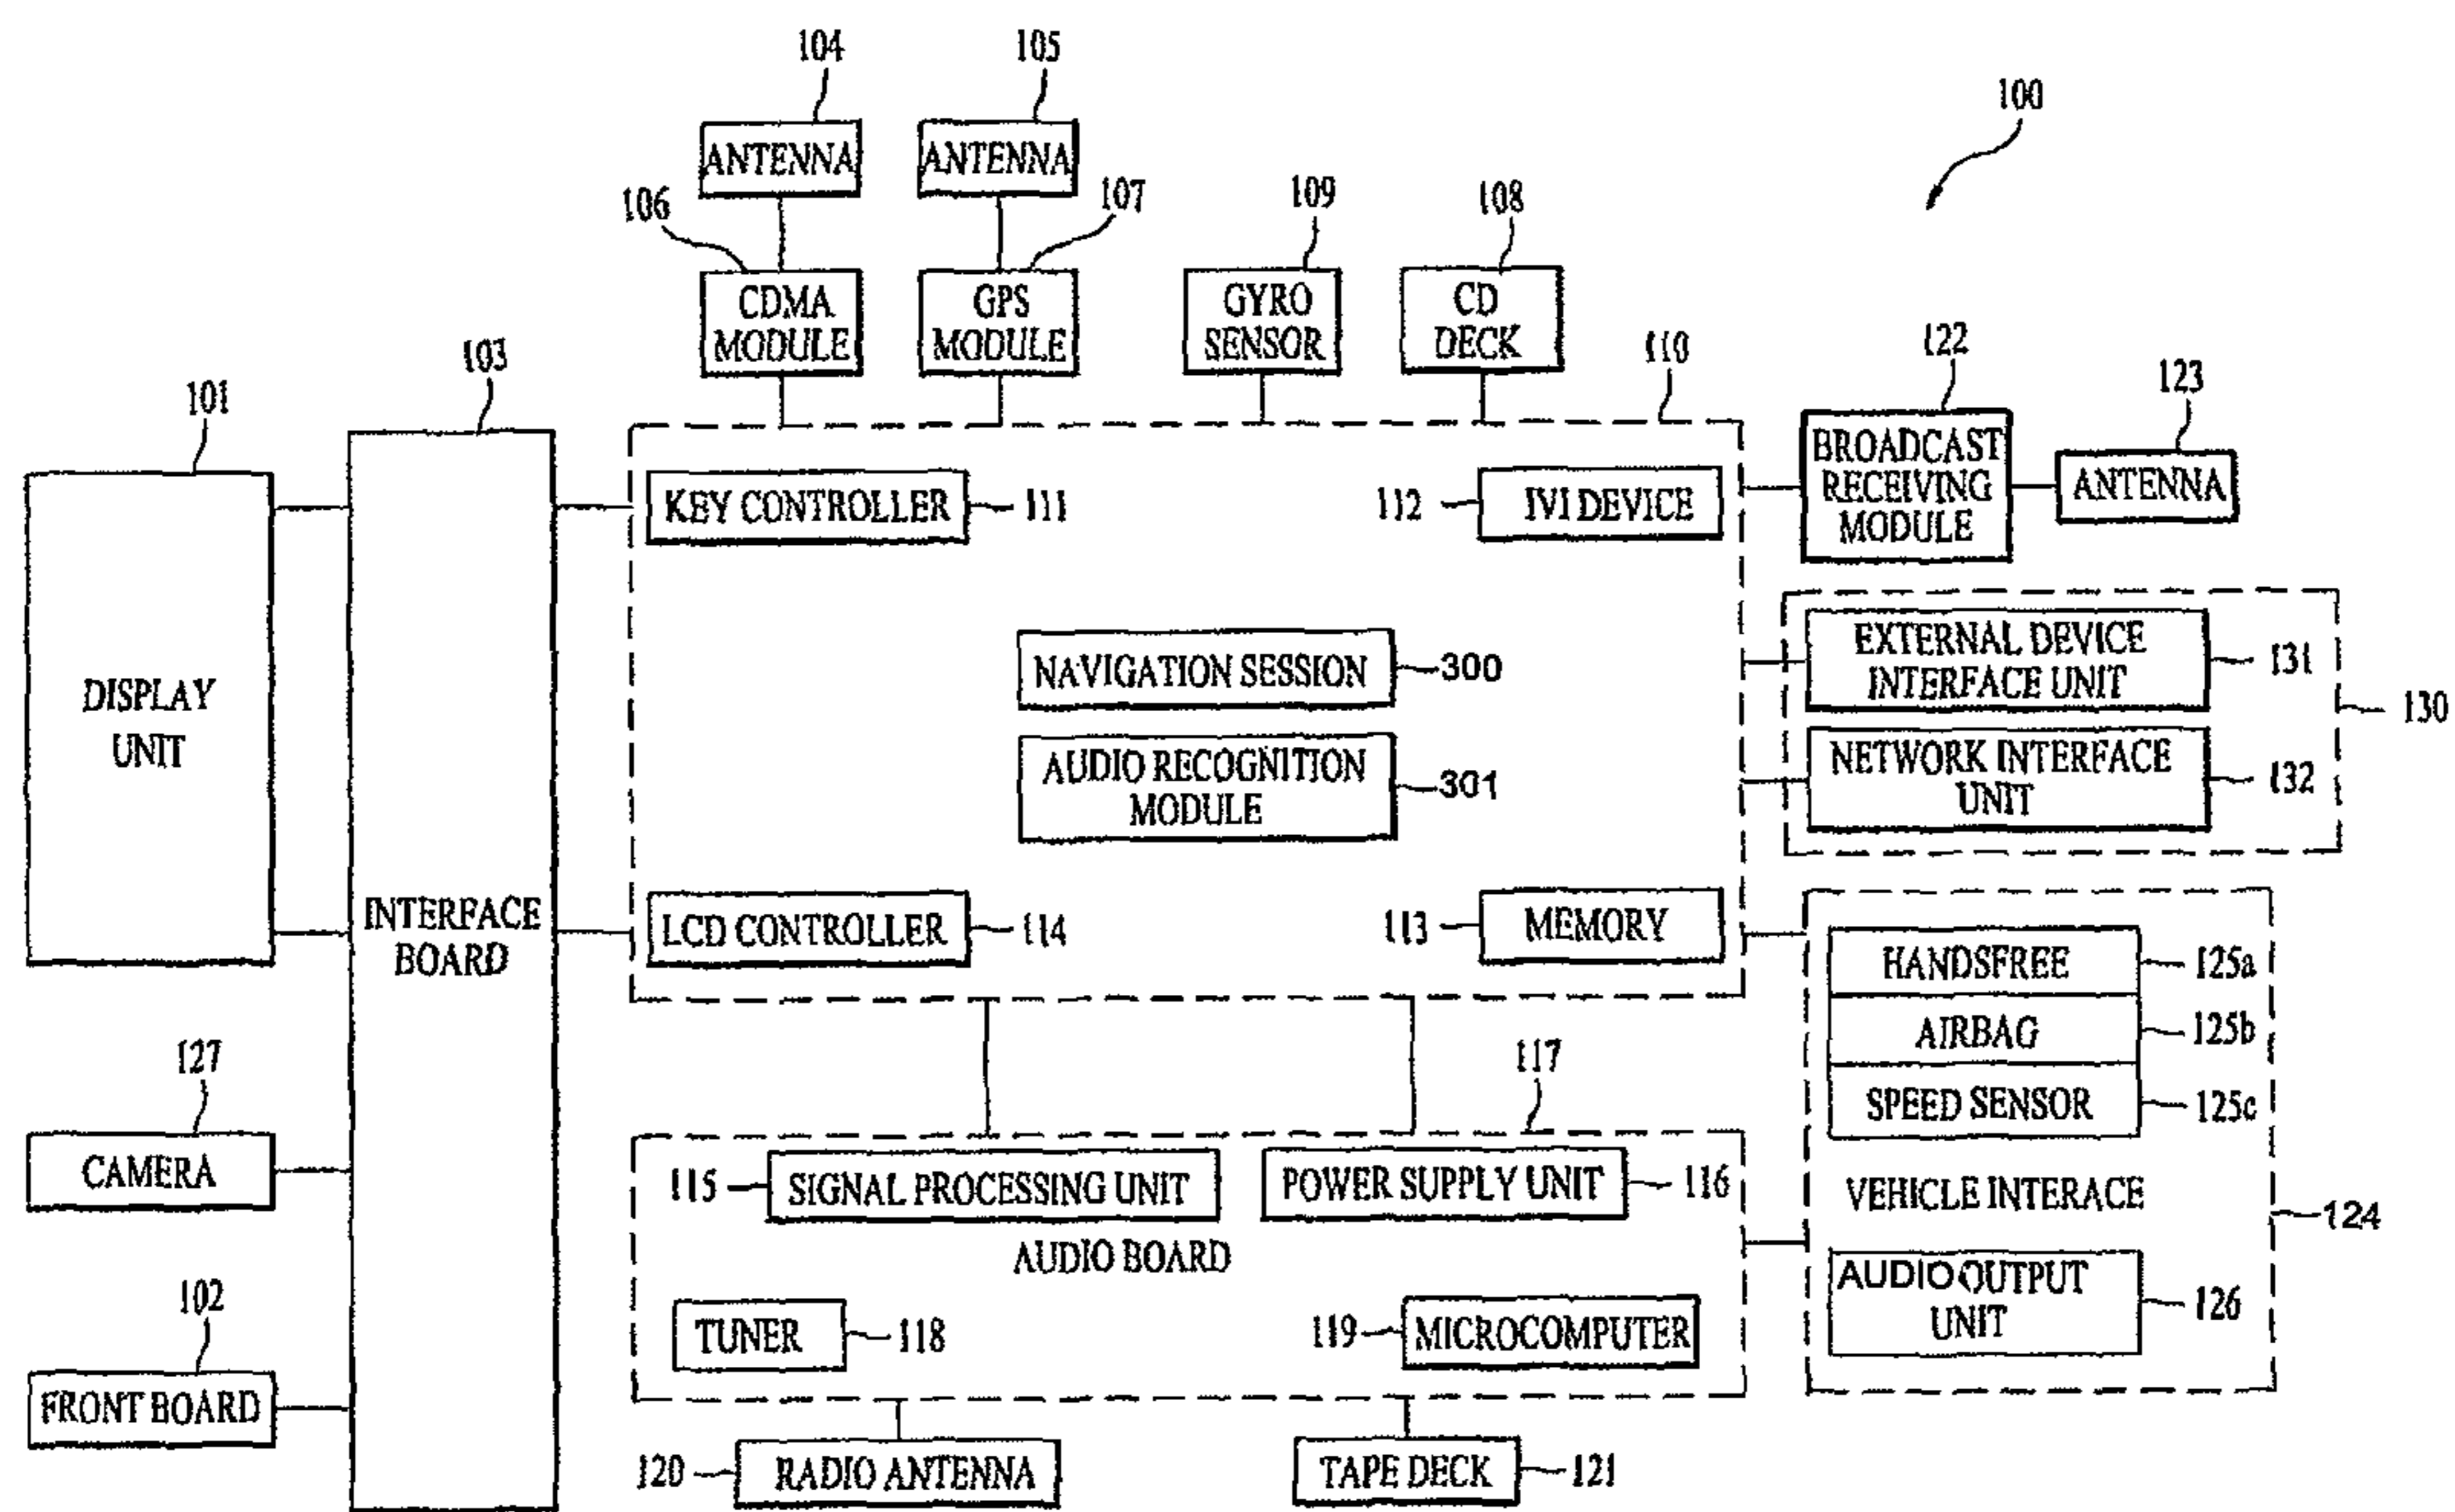 104
105
100
ANTENNA
ANTENNA
106
107
109
108
CDMA
MODULE
GPS
MODULE
GYRO
SENSOR
CD
DECK
110
122
123
101
103
BROADCAST
RECEIVING
MODULE
ANTENNA
KEY CONTROLLER
111
112
IVI DEVICE
DISPLAY
UNIT
NAVIGATION SESSION
300
EXTERNAL DEVICE
INTERFACE UNIT
131
130
AUDIO RECOGNITION
MODULE
301
NETWORK INTERFACE
UNIT
132
INTERFACE
BOARD
LCD CONTROLLER
114
113
MEMORY
HANDSFREE
125a
AIRBAG
125b
SPEED SENSOR
125c
127
CAMERA
117
115
SIGNAL PROCESSING UNIT
POWER SUPPLY UNIT
116
VEHICLE INTERACE
124
AUDIO BOARD
AUDIO OUTPUT
UNIT
126
102
FRONT BOARD
TUNER
118
119
MICROCOMPUTER
120
RADIO ANTENNA
TAPE DECK
121